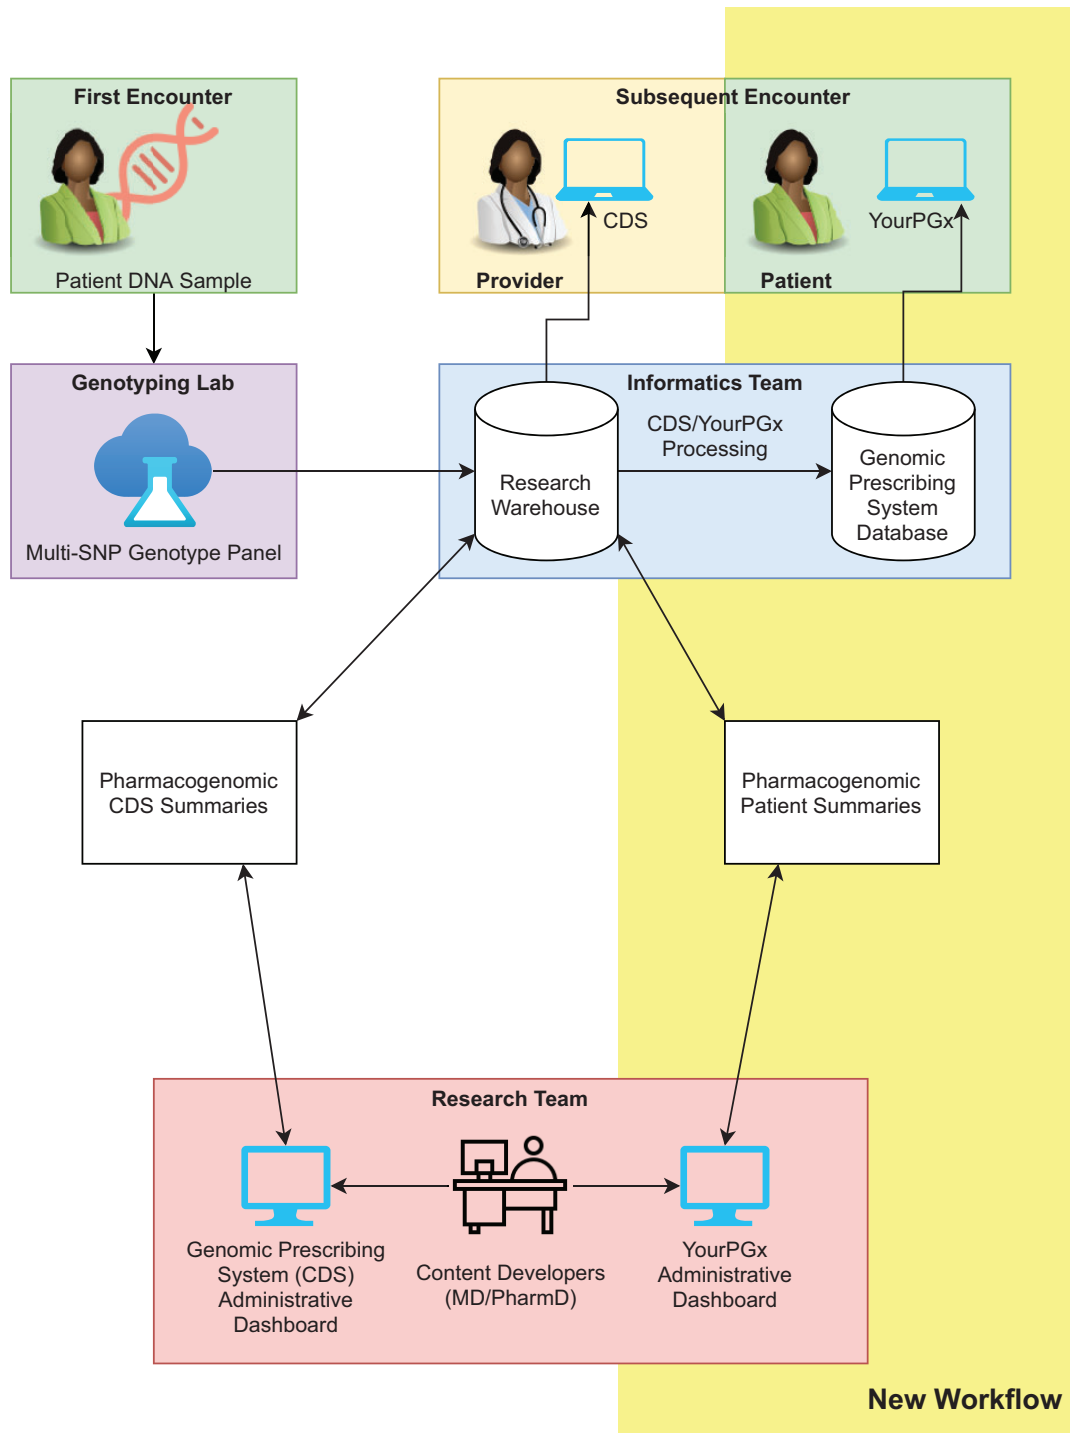 First Encounter
Patient DNA Sample
Subsequent Encounter
CDS
Provider
YourPGx
Patient
Genotyping Lab
Multi-SNP Genotype Panel
Informatics Team
Research
Warehouse
CDS/YourPGx
Processing
Genomic
Prescribing
System
Database
Pharmacogenomic
CDS Summaries
Pharmacogenomic
Patient Summaries
Research Team
Genomic Prescribing
System (CDS)
Administrative
Dashboard
Content Developers
(MD/PharmD)
YourPGx
Administrative
Dashboard
New Workflow